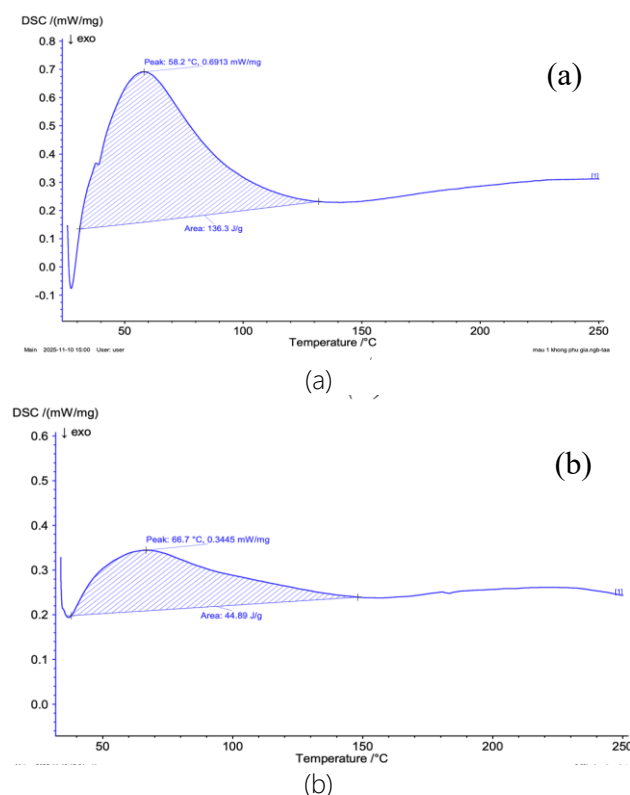 DSC /(mW/mg)
↓ exo
0.8
Peak: 58.2 °C, 0.6913 mW/mg
(a)
0.7
0.6
0.5
0.4
0.3
[1]
0.2
Area: 136.3 J/g
0.1
0.0
-0.1
50 100 150 200 250
Temperature /°C
Main 2025-11-10 15:00 User: user
mau 1 khong phu gia.ngb-taa
(a)
DSC /(mW/mg)
0.6
↓ exo
(b)
0.5
0.4
Peak: 66.7 °C, 0.3445 mW/mg
0.3
[1]
0.2
Area: 44.89 J/g
0.3
0.0
50 100 150 200 250
Temperature /°C
(b)